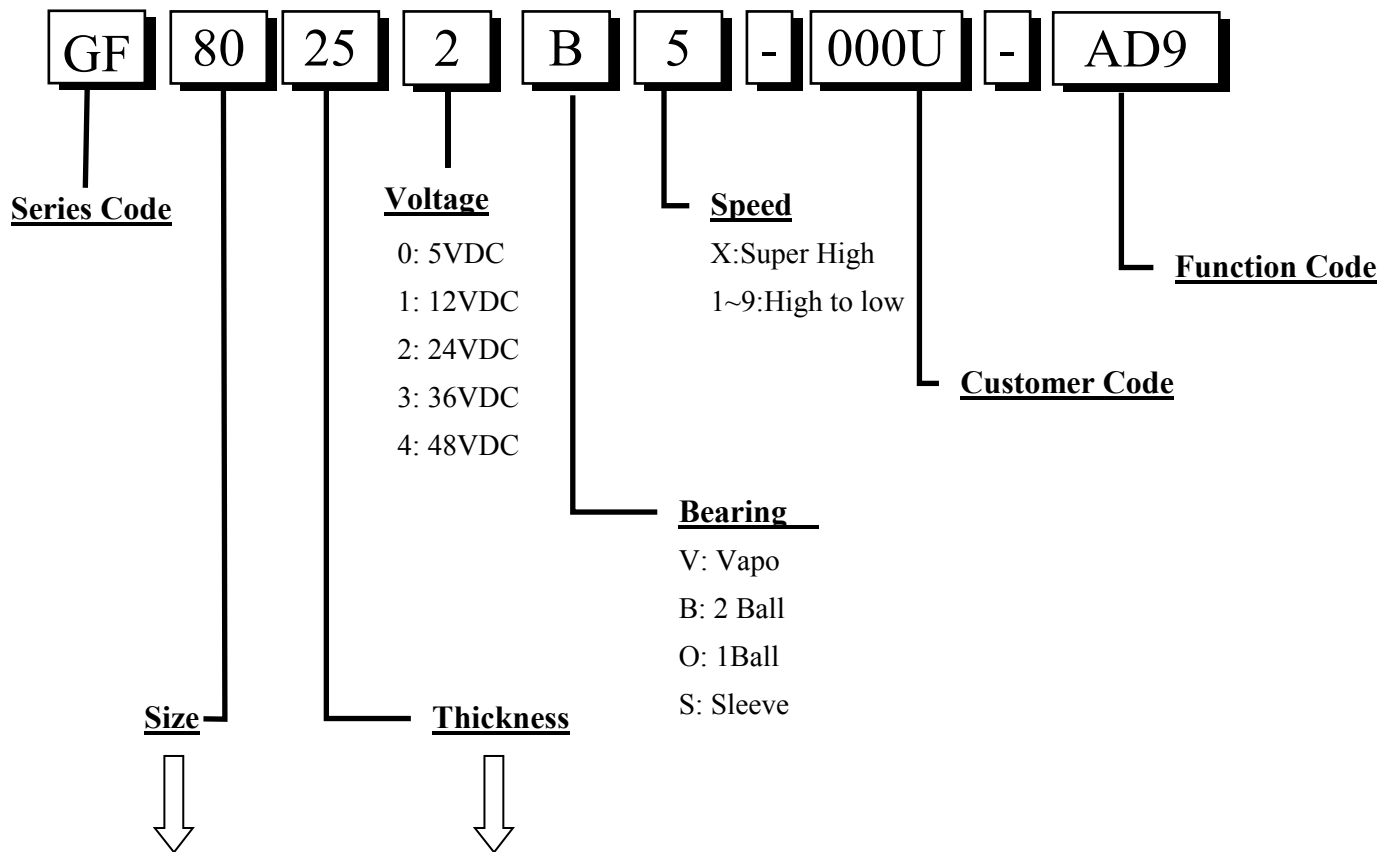 GF 80 25 2 B 5 - 000U - AD9
Series Code
Voltage
0: 5VDC
1: 12VDC
2: 24VDC
3: 36VDC
4: 48VDC
Speed
X:Super High
1~9:High to low
Function Code
Customer Code
Bearing
V: Vapo
B: 2 Ball
O: 1Ball
S: Sleeve
Size
Thickness